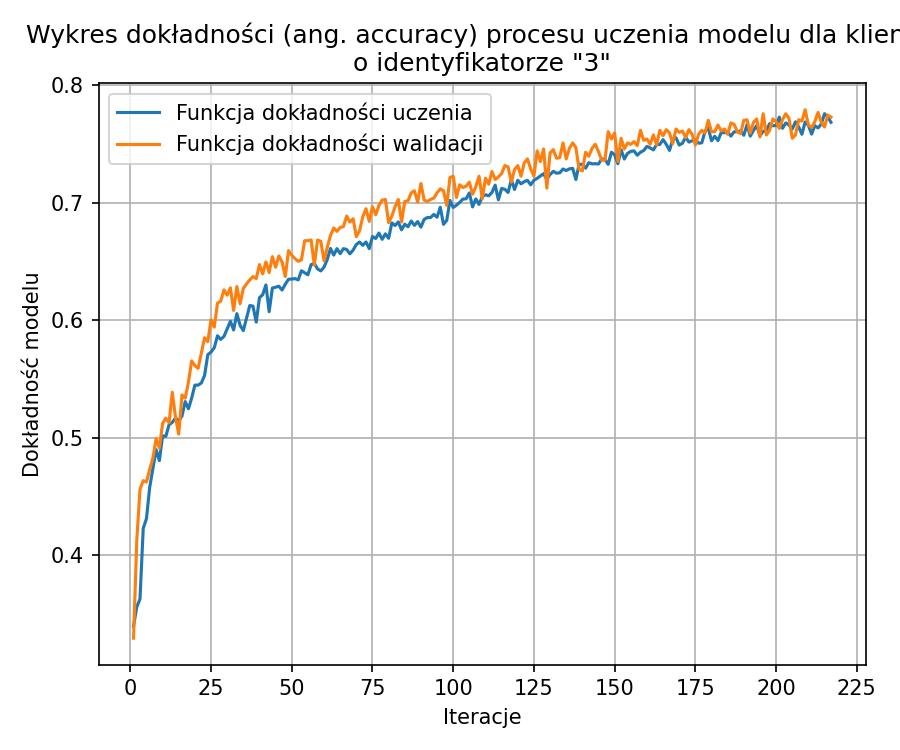 Wykres dokładności (ang. accuracy) procesu uczenia modelu dla
o identyfikatorze "3"
Funkcja dokładności uczenia
Funkcja dokładności walidacji
Dokładność modelu
0.8
0.7
0.6
0.5
0.4
0 25 50 75 100 125 150 175 200 225
Iteracje